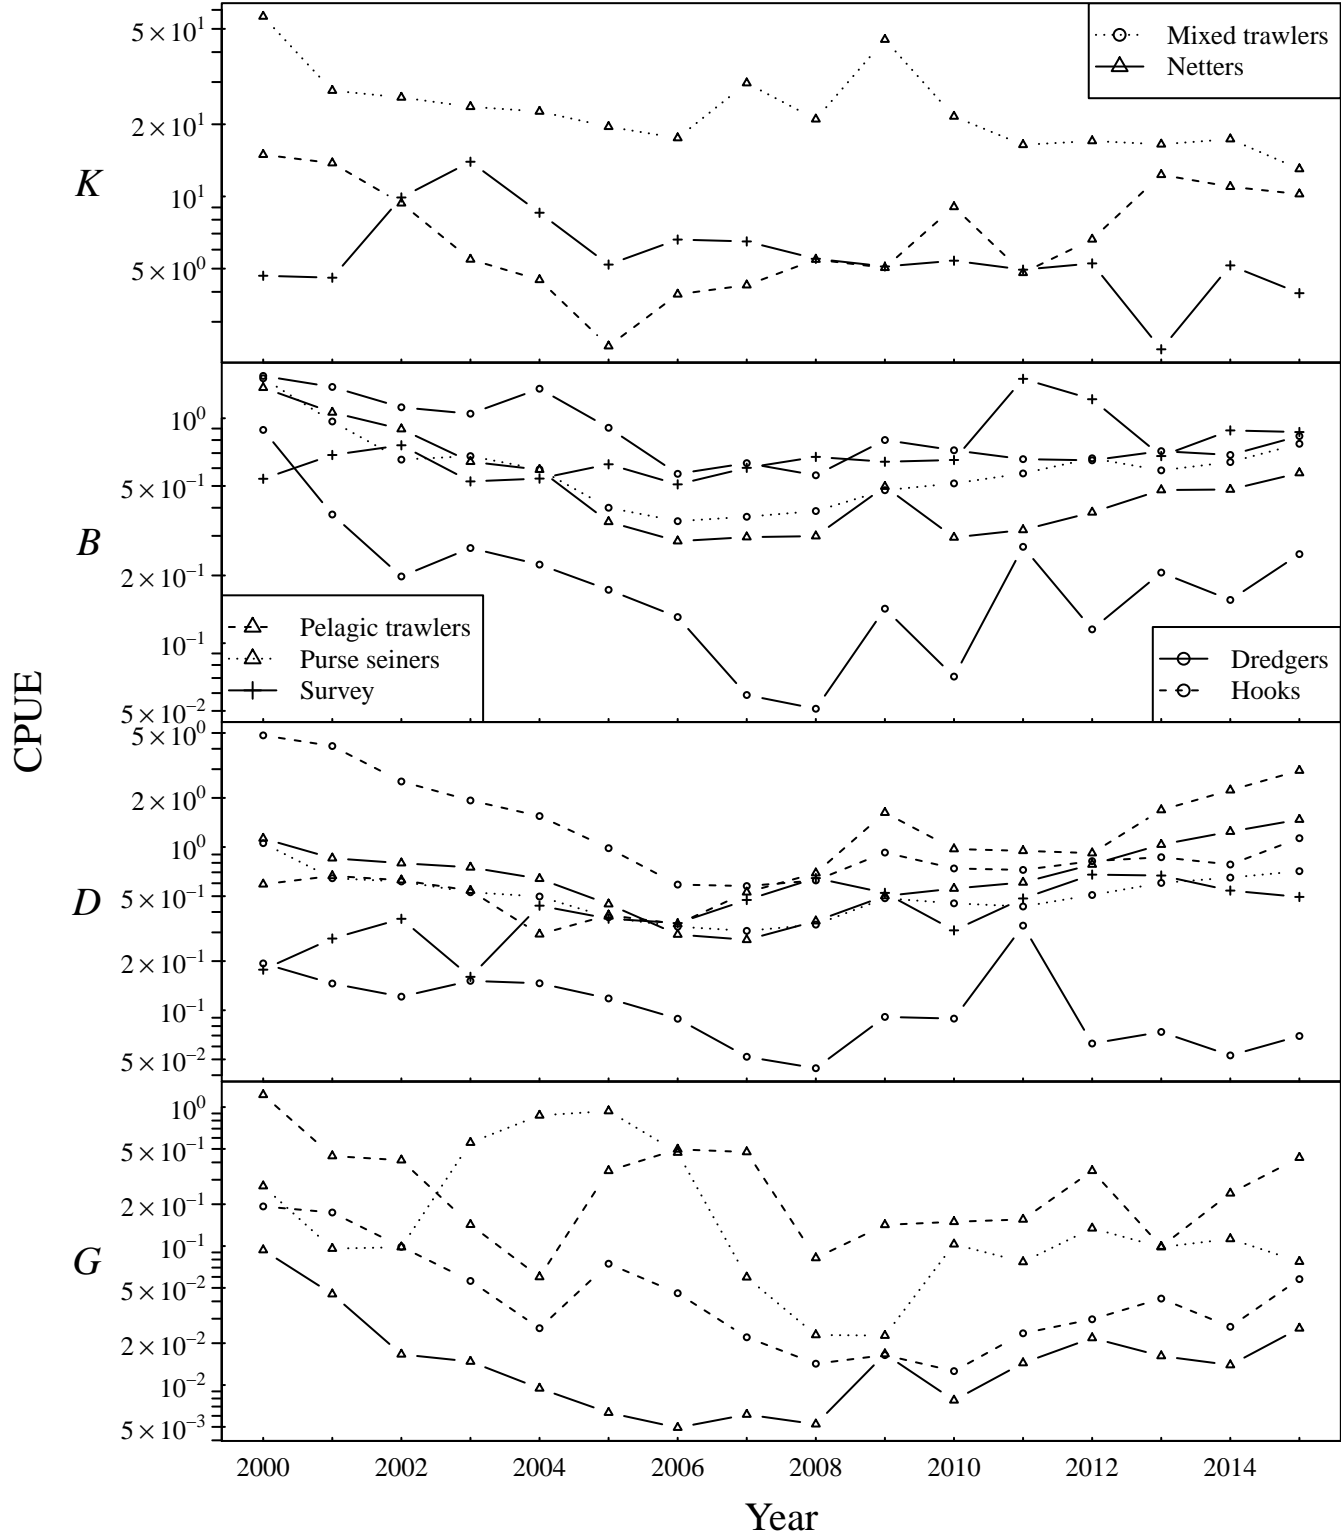 5×10¹
2×10¹
10¹
5×10⁰
K
Mixed trawlers
Netters
10⁰
5×10⁻¹
2×10⁻¹
10⁻¹
5×10⁻²
B
Pelagic trawlers
Purse seiners
Survey
Dredgers
Hooks
CPUE
5×10⁰
2×10⁰
10⁰
5×10⁻¹
2×10⁻¹
10⁻¹
5×10⁻²
D
10⁰
5×10⁻¹
2×10⁻¹
10⁻¹
5×10⁻²
2×10⁻²
10⁻²
5×10⁻³
G
2000 2002 2004 2006 2008 2010 2012 2014
Year